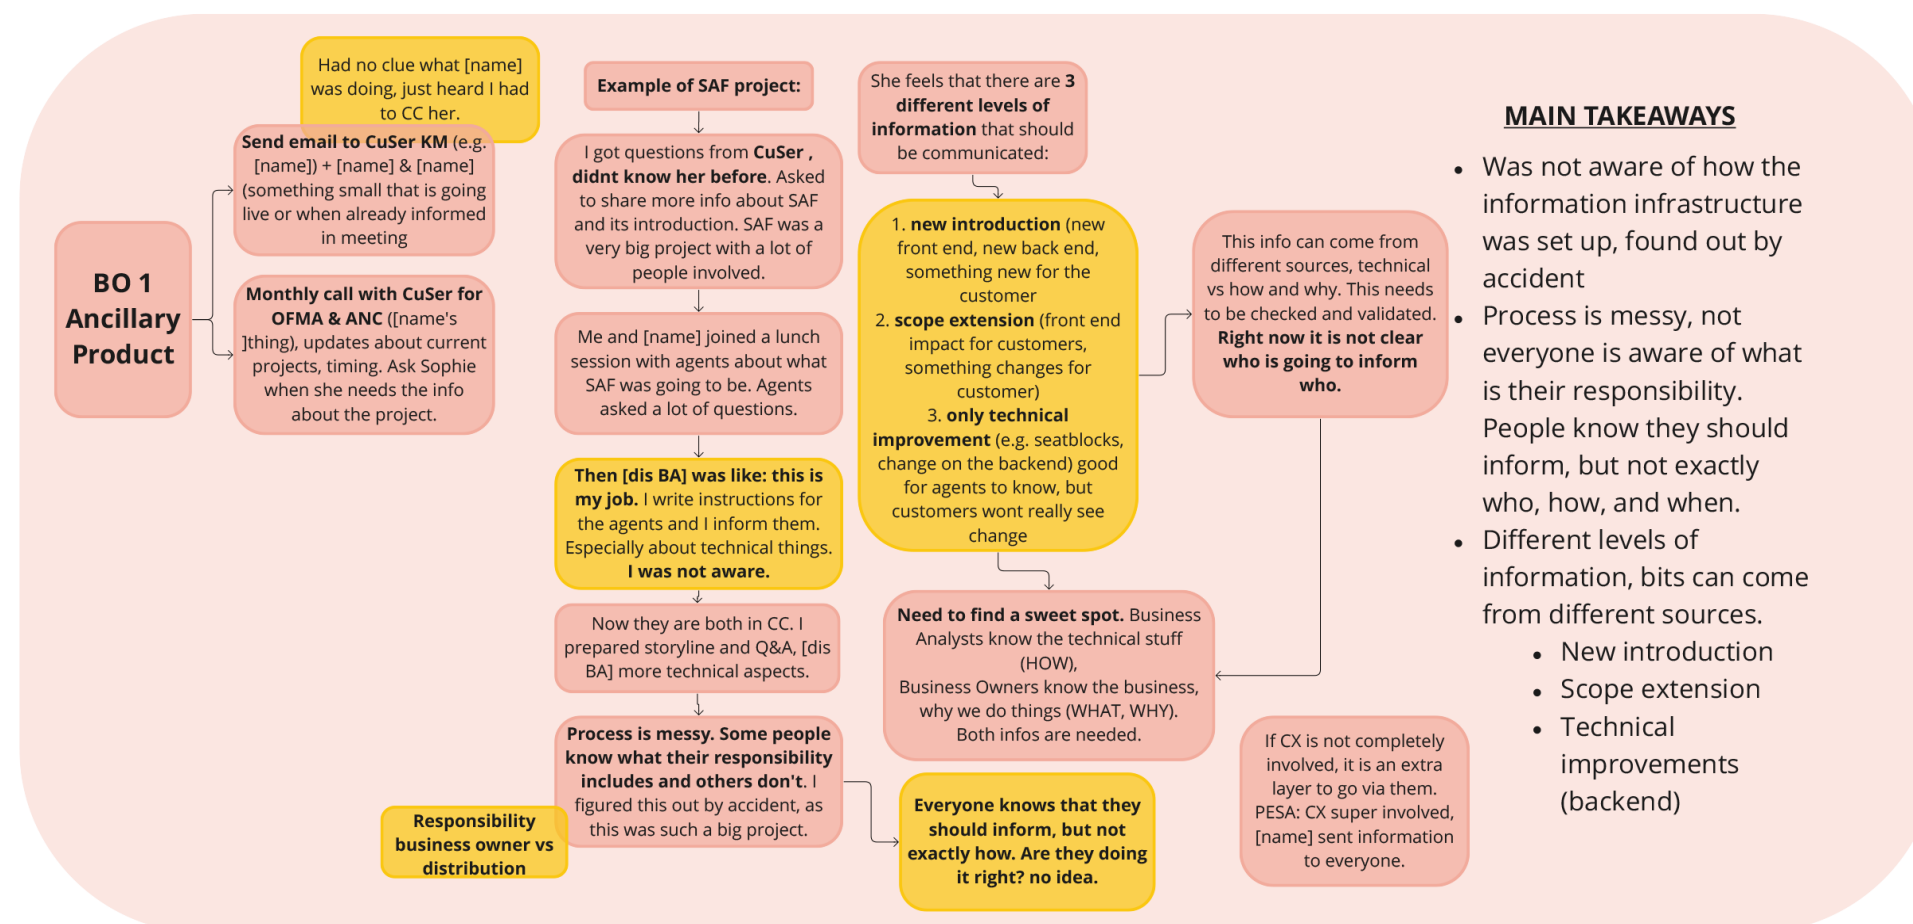 Had no clue what [name]
was doing, just heard I had
to CC her.
Send email to CuSer KM (e.g.
[name]) + [name] & [name]
(something small that is going
live or when already informed
in meeting
BO 1
Ancillary
Product
Monthly call with CuSer for
OFMA & ANC ([name's
]thing), updates about current
projects, timing. Ask Sophie
when she needs the info
about the project.
Example of SAF project:
I got questions from CuSer ,
didnt know her before. Asked
to share more info about SAF
and its introduction. SAF was a
very big project with a lot of
people involved.
Me and [name] joined a lunch
session with agents about what
SAF was going to be. Agents
asked a lot of questions.
Then [dis BA] was like: this is
my job. I write instructions for
the agents and I inform them.
Especially about technical things.
I was not aware.
Now they are both in CC. I
prepared storyline and Q&A, [dis
BA] more technical aspects.
Process is messy. Some people
know what their responsibility
includes and others don't. I
figured this out by accident, as
this was such a big project.
Responsibility
business owner vs
distribution
Everyone knows that they
should inform, but not
exactly how. Are they doing
it right? no idea.
She feels that there are 3
different levels of
information that should
be communicated:
1. new introduction (new
front end, new back end,
something new for the
customer
2. scope extension (front end
impact for customers,
something changes for
customer)
3. only technical
improvement (e.g. seatblocks,
change on the backend) good
for agents to know, but
customers wont really see
change
This info can come from
different sources, technical
vs how and why. This needs
to be checked and validated.
Right now it is not clear
who is going to inform
who.
Need to find a sweet spot. Business
Analysts know the technical stuff
(HOW),
Business Owners know the business,
why we do things (WHAT, WHY).
Both infos are needed.
If CX is not completely
involved, it is an extra
layer to go via them.
PESA: CX super involved,
[name] sent information
to everyone.
MAIN TAKEAWAYS
• Was not aware of how the
information infrastructure
was set up, found out by
accident
• Process is messy, not
everyone is aware of what
is their responsibility.
People know they should
inform, but not exactly
who, how, and when.
• Different levels of
information, bits can come
from different sources.
• New introduction
• Scope extension
• Technical
improvements
(backend)